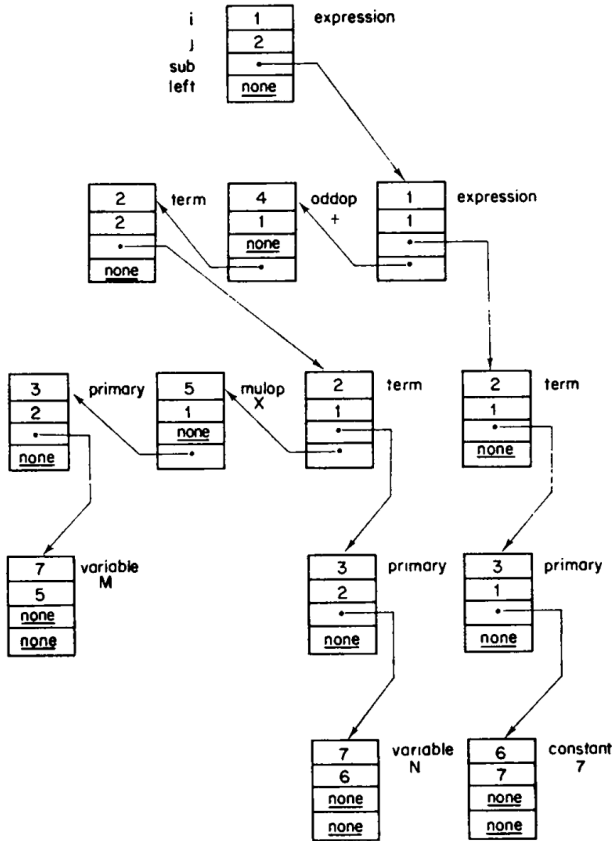 i 1 expression
j 2
sub
left none
2 term 4 oddop 1 expression
2 1 + 1
none
none
3 primary 5 mulop 2 term 2 term
2 1 X 1 1
none
none none
7 variable 3 primary 3 primary
5 M 2 1
none
none none none
7 variable 6 constant
6 N 7 7
none none
none none